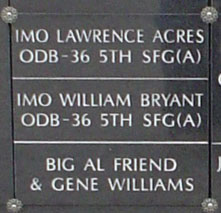 IMO LAWRENCE ACRES
ODB-36 5TH SFG(A)
IMO WILLIAM BRYANT
ODB-36 5TH SFG(A)
BIG AL FRIEND
& GENE WILLIAMS